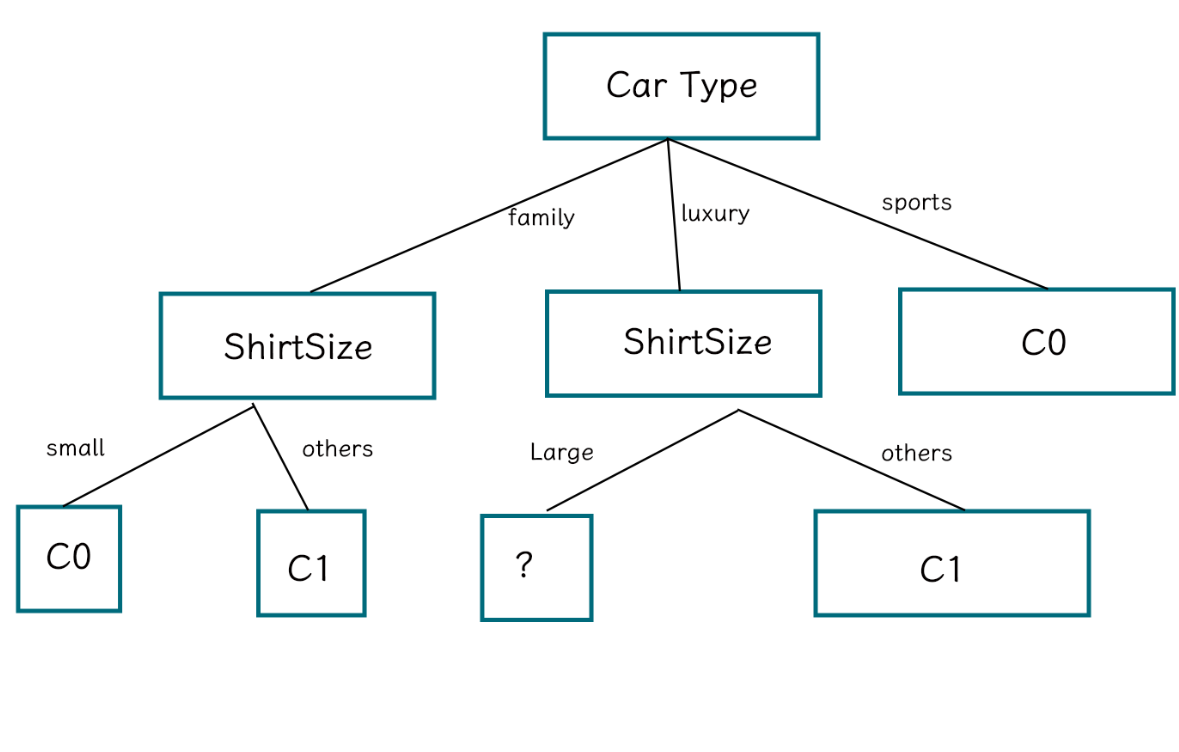 Car Type
family
luxury
sports
ShirtSize
ShirtSize
C0
small
others
Large
others
C0
C1
?
C1